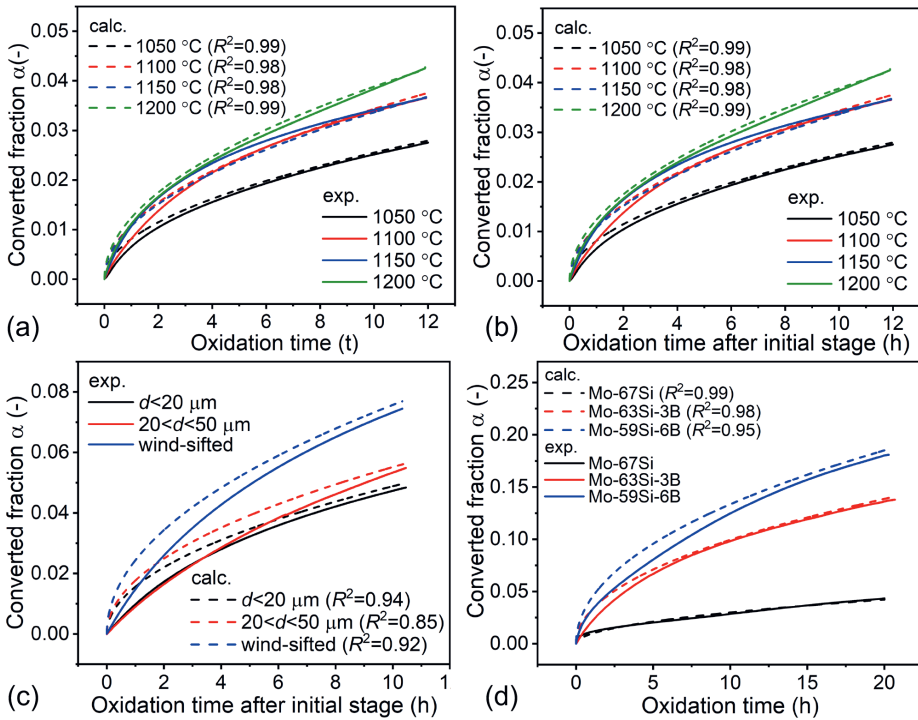 0.05
0.04
0.03
0.02
0.01
0.00
Converted fraction α(-)
calc.
1050 °C (R²=0.99)
1100 °C (R²=0.98)
1150 °C (R²=0.98)
1200 °C (R²=0.99)
exp.
1050 °C
1100 °C
1150 °C
1200 °C
0 2 4 6 8 10 12
(a)
Oxidation time (t)
0.05
0.04
0.03
0.02
0.01
0.00
Converted fraction α(-)
calc.
1050 °C (R²=0.99)
1100 °C (R²=0.98)
1150 °C (R²=0.98)
1200 °C (R²=0.99)
exp.
1050 °C
1100 °C
1150 °C
1200 °C
0 2 4 6 8 10 12
(b)
Oxidation time after initial stage (h)
0.08
0.06
0.04
0.02
0.00
Converted fraction α (-)
exp.
d<20 μm
20<d<50 μm
wind-sifted
calc.
d<20 μm (R²=0.94)
20<d<50 μm (R²=0.85)
wind-sifted (R²=0.92)
0 2 4 6 8 10 1
(c)
Oxidation time after initial stage (h)
0.25
0.20
0.15
0.10
0.05
0.00
Converted fraction α (-)
calc.
Mo-67Si (R²=0.99)
Mo-63Si-3B (R²=0.98)
Mo-59Si-6B (R²=0.95)
exp.
Mo-67Si
Mo-63Si-3B
Mo-59Si-6B
0 5 10 15 20
(d)
Oxidation time (h)